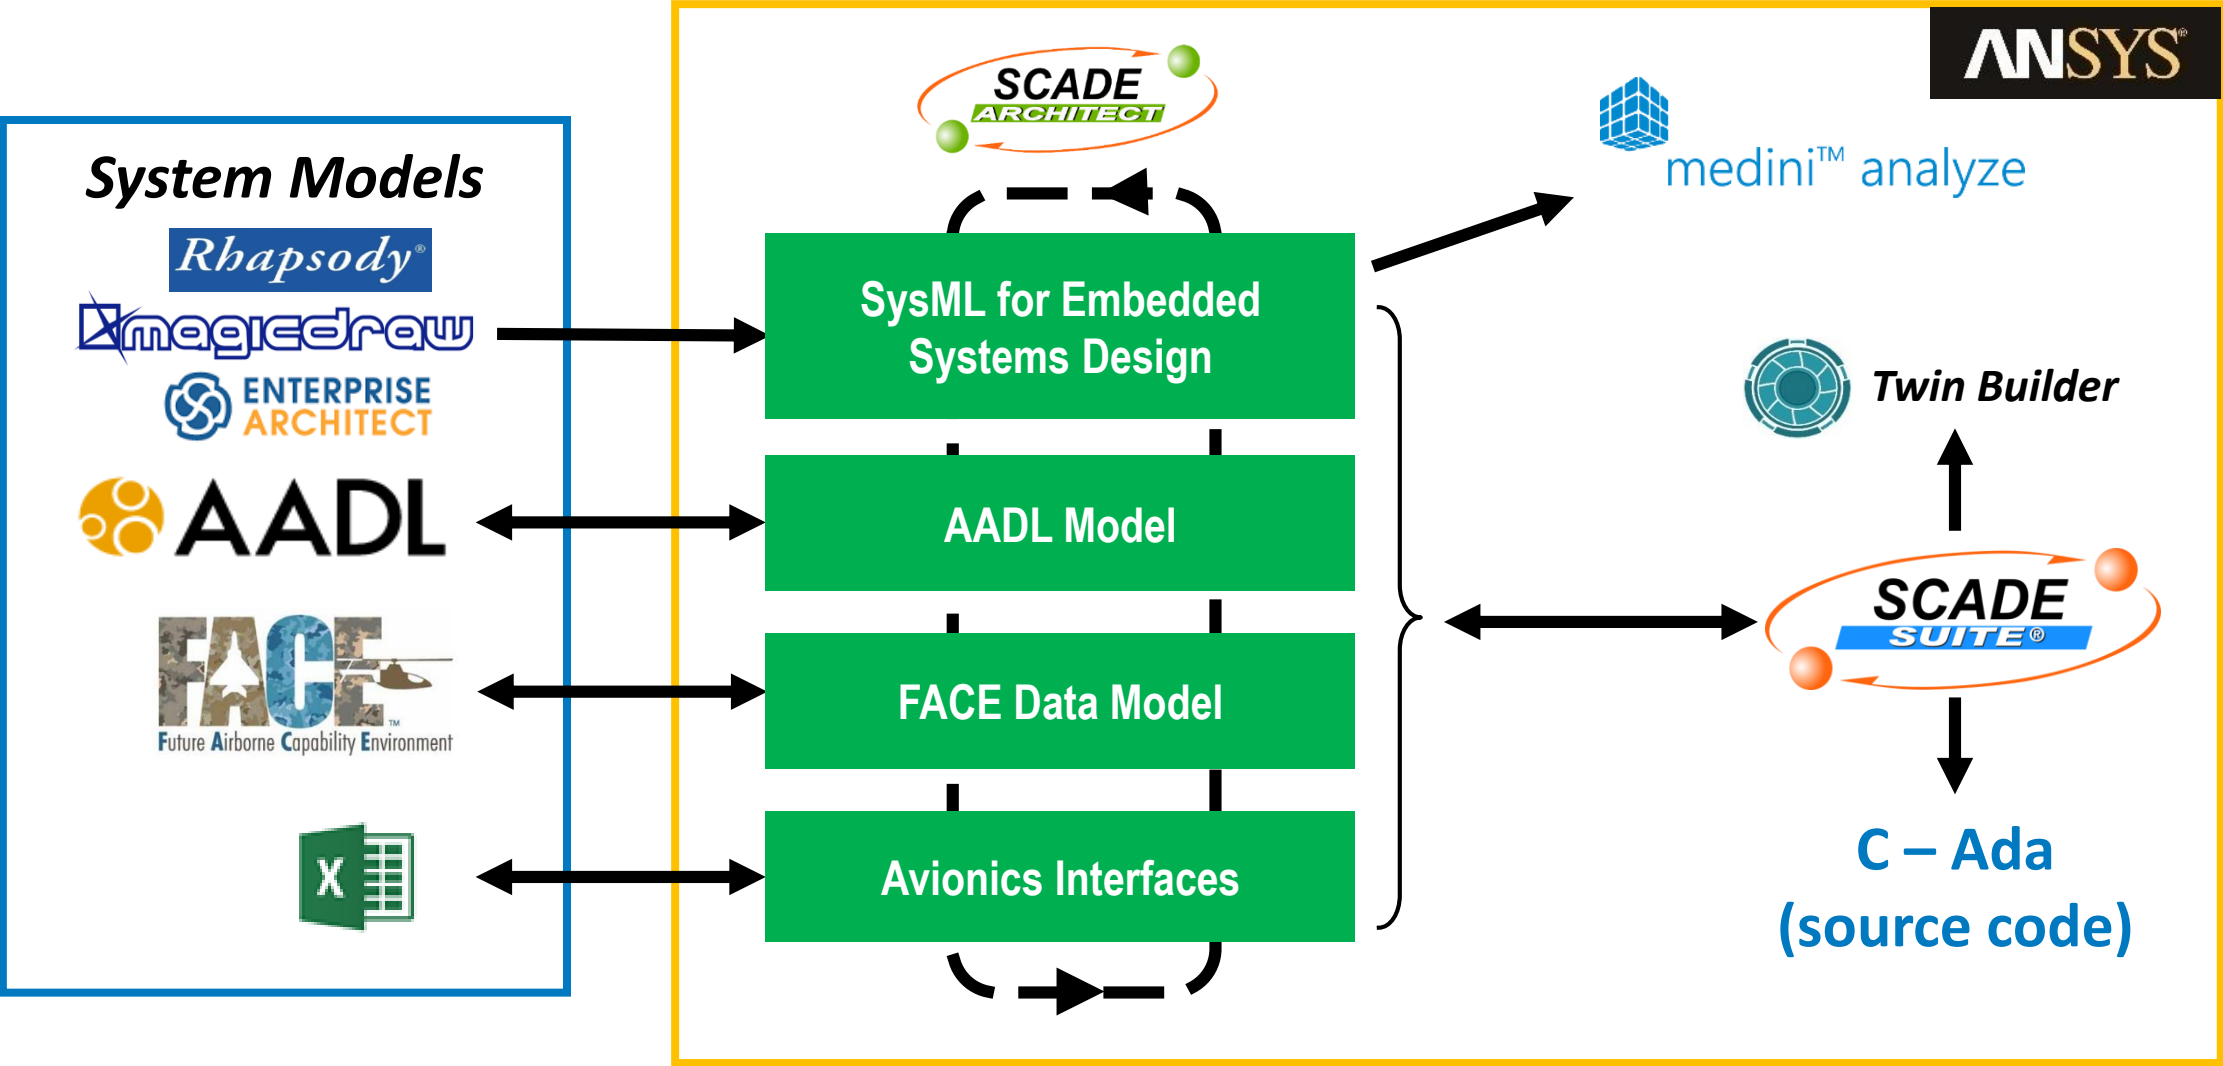 System Models
Rhapsody®
magicdraw
ENTERPRISE
ARCHITECT
AADL
FACE™
Future Airborne Capability Environment
X
SCADE
ARCHITECT
SysML for Embedded
Systems Design
AADL Model
FACE Data Model
Avionics Interfaces
ANSYS®
medini™ analyze
Twin Builder
SCADE
SUITE®
C – Ada
(source code)